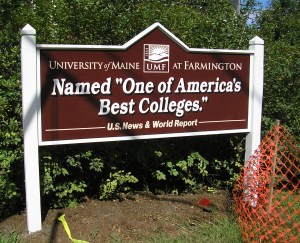 UNIVERSITY of MAINE UMF AT FARMINGTON
Named "One of America's
Best Colleges."
U.S. News & World Report